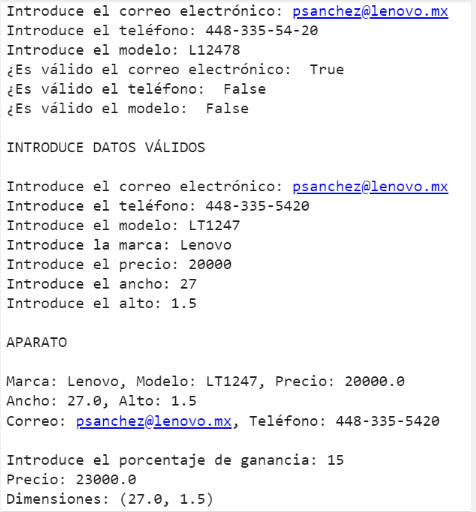 Introduce el correo electrónico: psanchez@lenovo.mx
Introduce el teléfono: 448-335-54-20
Introduce el modelo: L12478
¿Es válido el correo electrónico:  True
¿Es válido el teléfono:  False
¿Es válido el modelo:  False
INTRODUCE DATOS VÁLIDOS
Introduce el correo electrónico: psanchez@lenovo.mx
Introduce el teléfono: 448-335-5420
Introduce el modelo: LT1247
Introduce la marca: Lenovo
Introduce el precio: 20000
Introduce el ancho: 27
Introduce el alto: 1.5
APARATO
Marca: Lenovo, Modelo: LT1247, Precio: 20000.0
Ancho: 27.0, Alto: 1.5
Correo: psanchez@lenovo.mx, Teléfono: 448-335-5420
Introduce el porcentaje de ganancia: 15
Precio: 23000.0
Dimensiones: (27.0, 1.5)